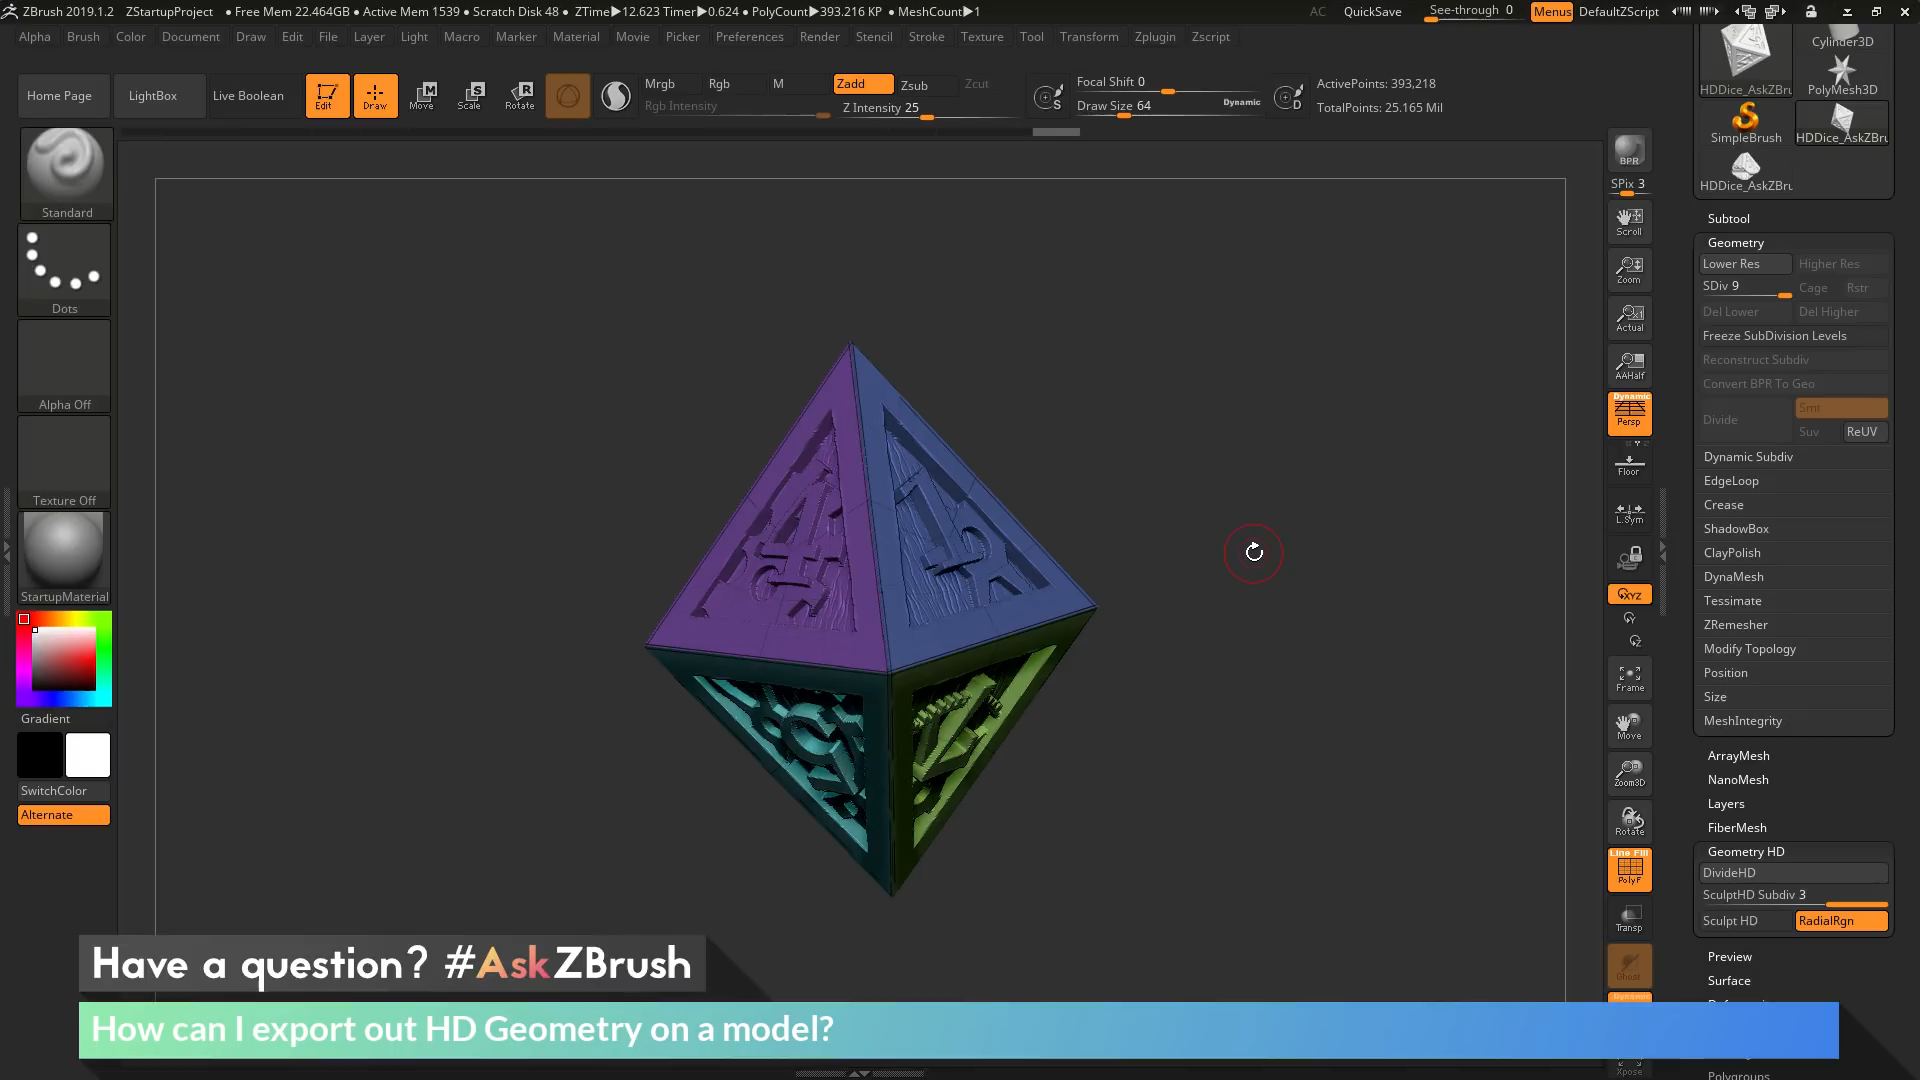 ZBrush 2019.1.2 ZStartupProject • Free Mem 22.464GB • Active Mem 1539 • Scratch Disk 48 • ZTime▶12.623 Timer▶0.624 • PolyCount▶393.216 KP • MeshCount▶1 AC QuickSave See-through 0 Menus DefaultZScript
Alpha Brush Color Document Draw Edit File Layer Light Macro Marker Material Movie Picker Preferences Render Stencil Stroke Texture Tool Transform Zplugin Zscript
Home Page LightBox Live Boolean Edit Draw Move Scale Rotate
Mrgb Rgb M Zadd Zsub Zcut
Rgb Intensity Z Intensity 25
Focal Shift 0
Draw Size 64 Dynamic
ActivePoints: 393,218
TotalPoints: 25.165 Mil
Standard
Dots
Alpha Off
Texture Off
StartupMaterial
Gradient
SwitchColor
Alternate
BPR
SPix 3
Scroll
Zoom
Actual
AAHalf
Dynamic
Persp
Floor
L.Sym
XYZ
Y
Z
Frame
Move
Zoom3D
Rotate
Line Fill
PolyF
Transp
Ghost
Dynamic
Xpose
Cylinder3D
HDDice_AskZBru PolyMesh3D
SimpleBrush HDDice_AskZBru
HDDice_AskZBru
Subtool
Geometry
Lower Res Higher Res
SDiv 9 Cage Rstr
Del Lower Del Higher
Freeze SubDivision Levels
Reconstruct Subdiv
Convert BPR To Geo
Divide Smt
Suv ReUV
Dynamic Subdiv
EdgeLoop
Crease
ShadowBox
ClayPolish
DynaMesh
Tessimate
ZRemesher
Modify Topology
Position
Size
MeshIntegrity
ArrayMesh
NanoMesh
Layers
FiberMesh
Geometry HD
DivideHD
SculptHD Subdiv 3
Sculpt HD RadialRgn
Preview
Surface
Polygroups
Have a question? #AskZBrush
How can I export out HD Geometry on a model?